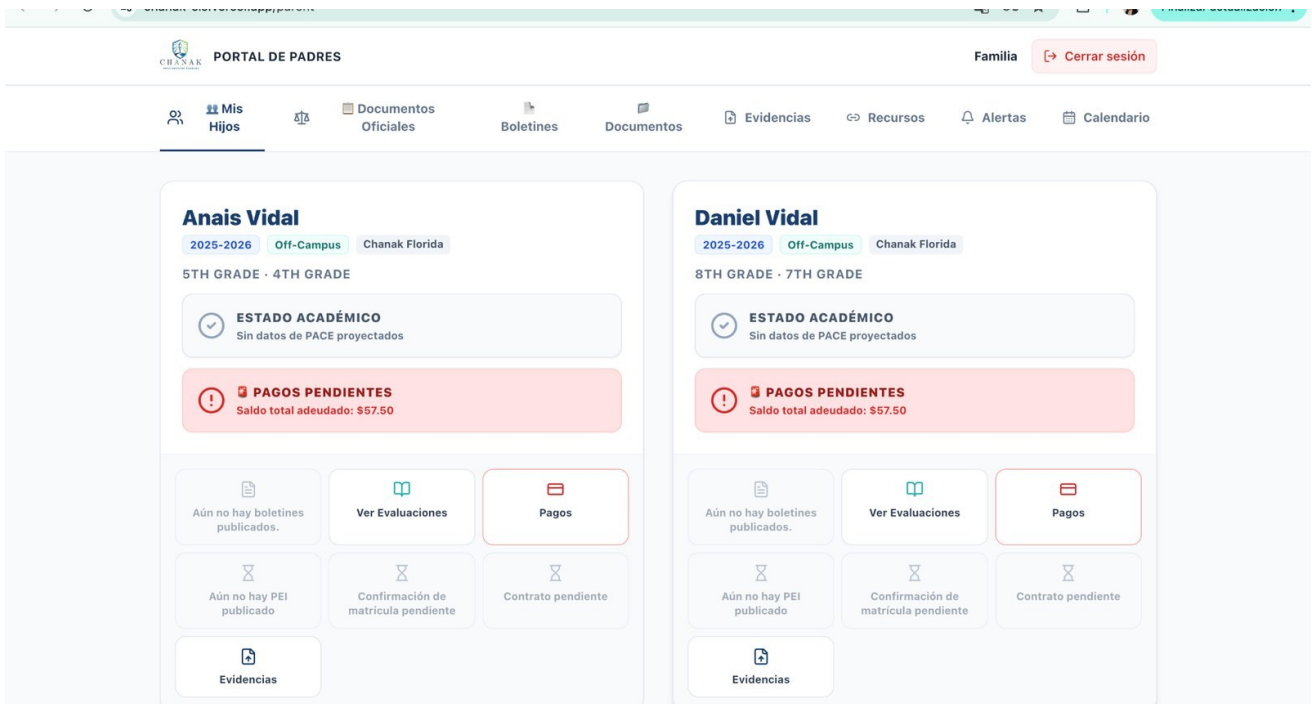 CHANAK
PORTAL DE PADRES
Familia
Cerrar sesión
Mis
Hijos
Documentos
Oficiales
Boletines
Documentos
Evidencias
Recursos
Alertas
Calendario
Anais Vidal
2025-2026 Off-Campus Chanak Florida
5TH GRADE · 4TH GRADE
ESTADO ACADÉMICO
Sin datos de PACE proyectados
PAGOS PENDIENTES
Saldo total adeudado: $57.50
Aún no hay boletines
publicados.
Ver Evaluaciones
Pagos
Aún no hay PEI
publicado
Confirmación de
matrícula pendiente
Contrato pendiente
Evidencias
Daniel Vidal
2025-2026 Off-Campus Chanak Florida
8TH GRADE · 7TH GRADE
ESTADO ACADÉMICO
Sin datos de PACE proyectados
PAGOS PENDIENTES
Saldo total adeudado: $57.50
Aún no hay boletines
publicados.
Ver Evaluaciones
Pagos
Aún no hay PEI
publicado
Confirmación de
matrícula pendiente
Contrato pendiente
Evidencias